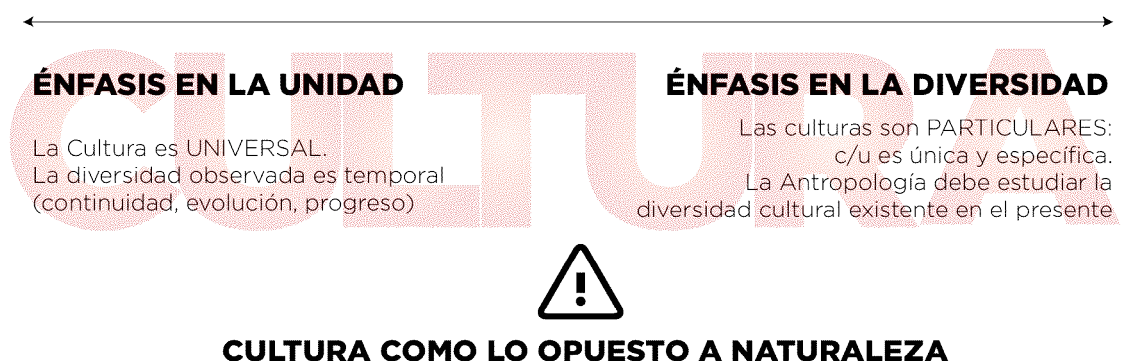 CULTURA
ÉNFASIS EN LA UNIDAD
La Cultura es UNIVERSAL.
La diversidad observada es temporal
(continuidad, evolución, progreso)
ÉNFASIS EN LA DIVERSIDAD
Las culturas son PARTICULARES:
c/u es única y específica.
La Antropología debe estudiar la
diversidad cultural existente en el presente
!
CULTURA COMO LO OPUESTO A NATURALEZA